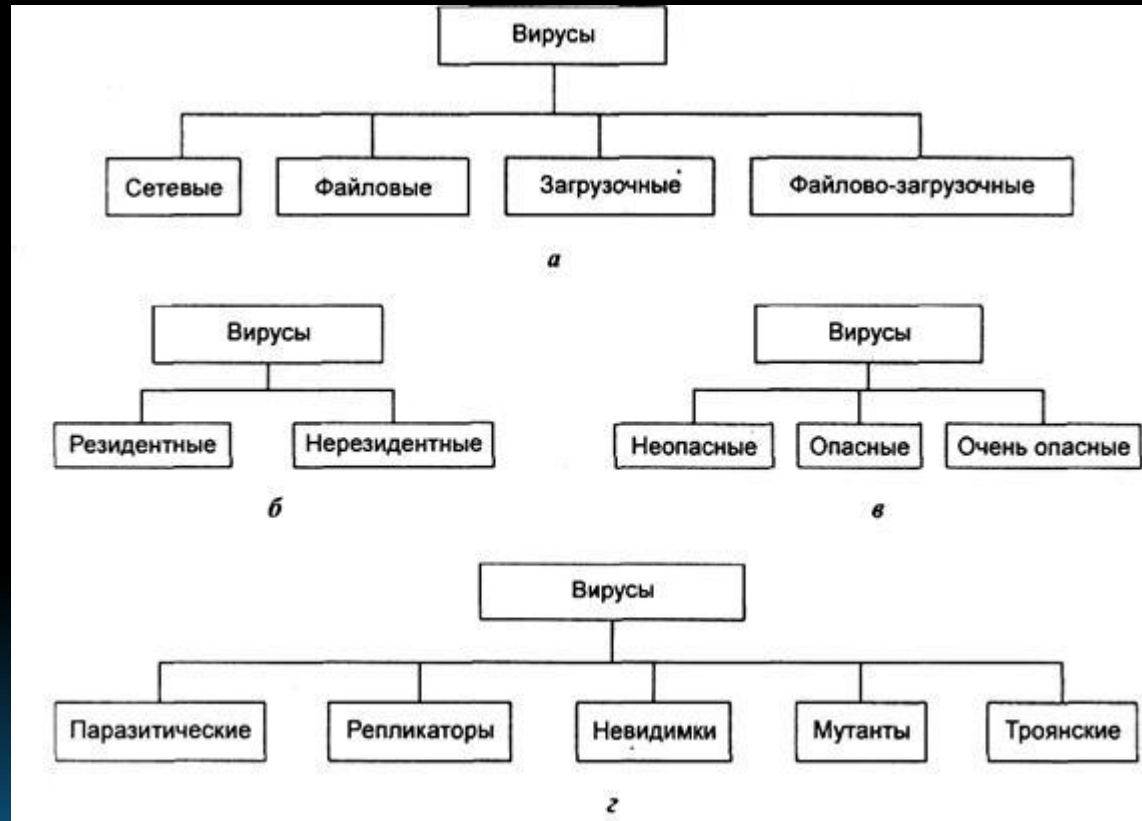 Вирусы
Сетевые Файловые Загрузочные Файлово-загрузочные
а
Вирусы Вирусы
Резидентные Нерезидентные Неопасные Опасные Очень опасные
б в
Вирусы
Паразитические Репликаторы Невидимки Мутанты Троянские
г